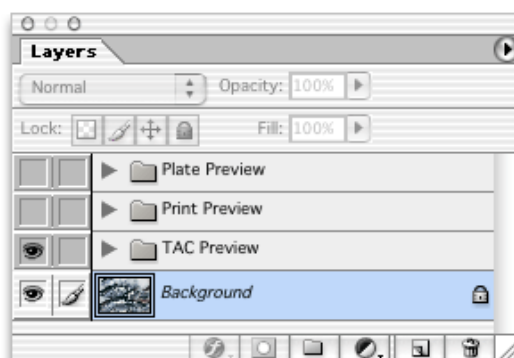 Layers
Normal Opacity: 100%
Lock: Fill: 100%
Plate Preview
Print Preview
TAC Preview
Background